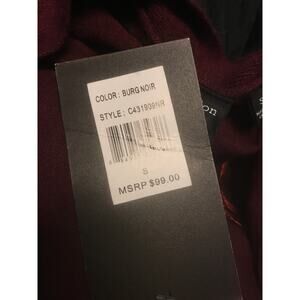 COLOR: BURG NOIR
STYLE: C431909NR
S
MSRP $99.00